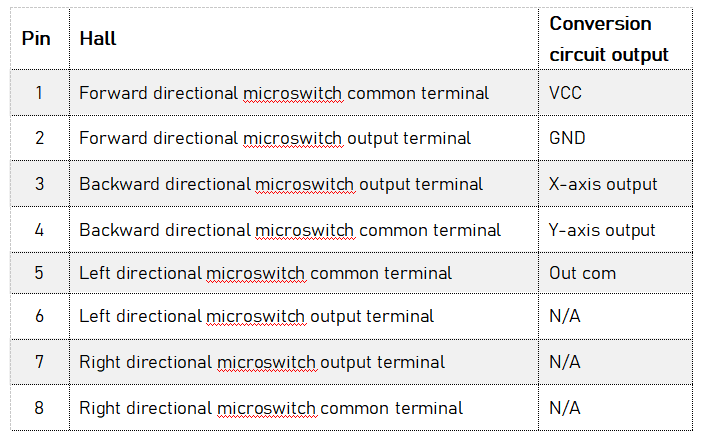 Pin Hall Conversion
circuit output
1 Forward directional microswitch common terminal VCC
2 Forward directional microswitch output terminal GND
3 Backward directional microswitch output terminal X-axis output
4 Backward directional microswitch common terminal Y-axis output
5 Left directional microswitch common terminal Out com
6 Left directional microswitch output terminal N/A
7 Right directional microswitch output terminal N/A
8 Right directional microswitch common terminal N/A